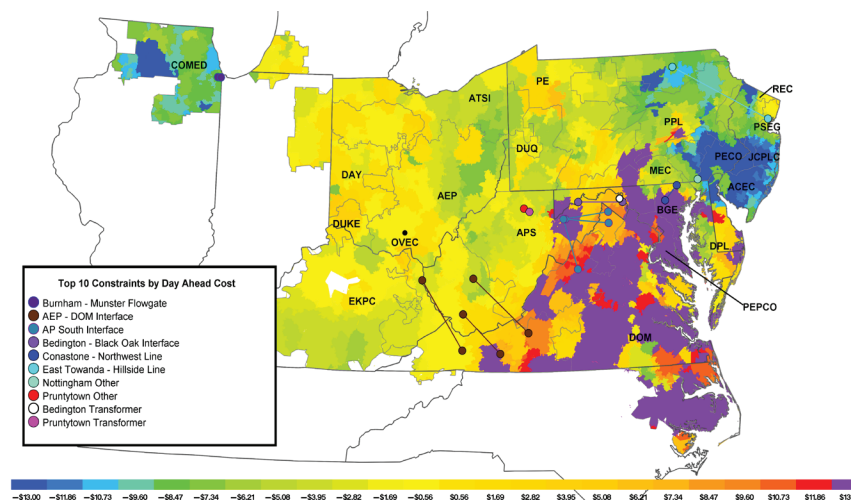 COMED
REC
PE
ATSI
PPL
PSEG
DUQ
PECO
JCPLC
MEC
DAY
AEP
ACEC
BGE
DUKE
APS
OVEC
DPL
EKPC
PEPCO
DOM
Top 10 Constraints by Day Ahead Cost
Burnham - Munster Flowgate
AEP - DOM Interface
AP South Interface
Bedington - Black Oak Interface
Conastone - Northwest Line
East Towanda - Hillside Line
Nottingham Other
Pruntytown Other
Bedington Transformer
Pruntytown Transformer
−$13.00 −$11.86 −$10.73 −$9.60 −$8.47 −$7.34 −$6.21 −$5.08 −$3.95 −$2.82 −$1.69 −$0.56 $0.56 $1.69 $2.82 $3.95 $5.08 $6.21 $7.34 $8.47 $9.60 $10.73 $11.86